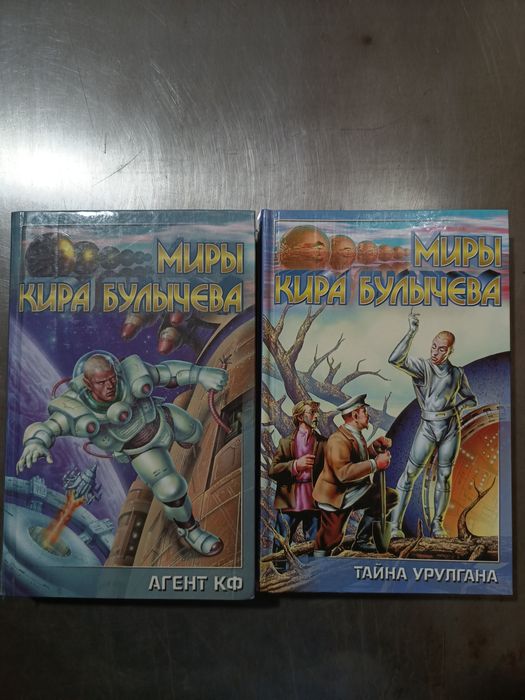 Миры
Кира Булычева
Агент КФ
Миры
Кира Булычева
Тайна Урулгана